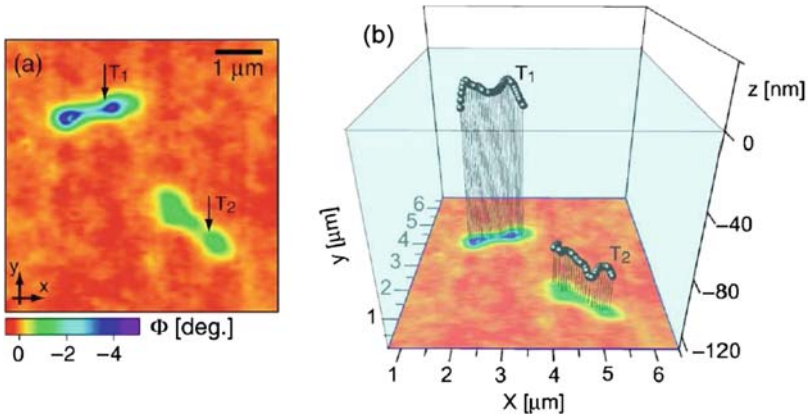 (a)
1 μm
T1
T2
y
x
Φ [deg.]
0 −2 −4
(b)
T1
T2
z [nm]
0
−40
−80
−120
y [μm]
6
5
4
3
2
1
1 2 3 4 5 6
X [μm]